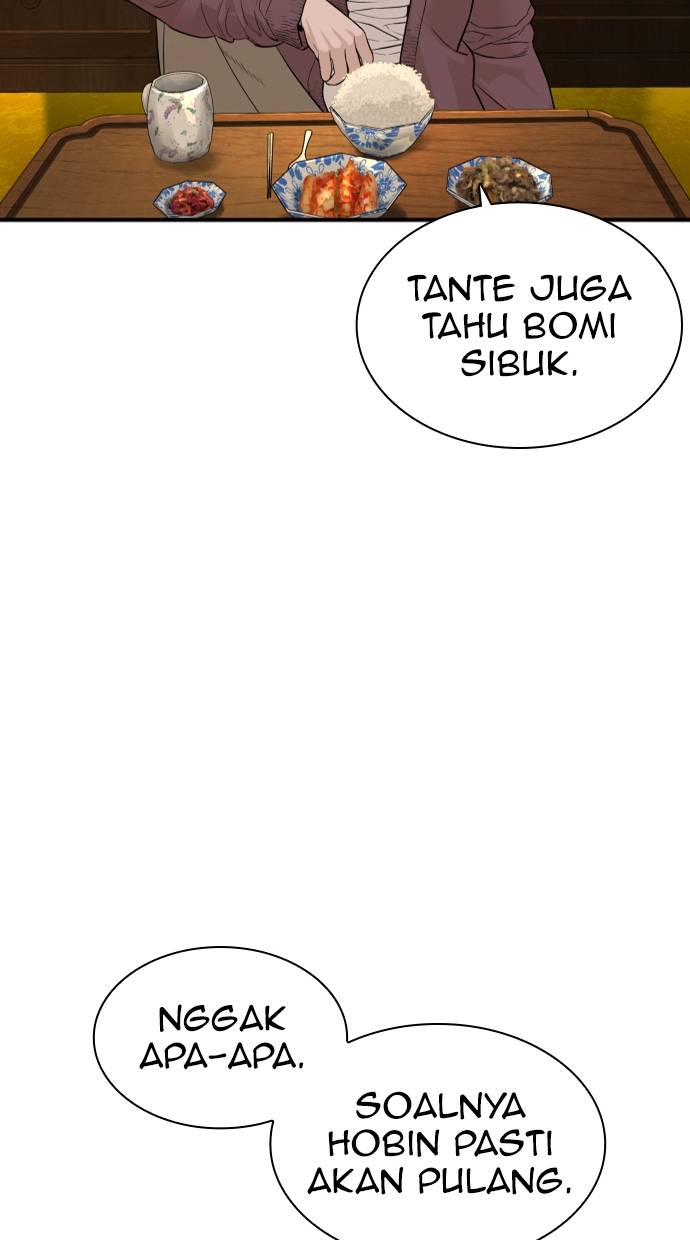 TANTE JUGA
TAHU BOMI
SIBUK.
NGGAK
APA-APA.
SOALNYA
HOBIN PASTI
AKAN PULANG.